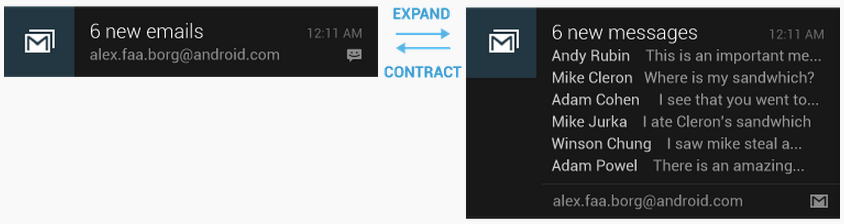 6 new emails
12:11 AM
alex.faa.borg@android.com
EXPAND
CONTRACT
6 new messages
12:11 AM
Andy Rubin This is an important me...
Mike Cleron Where is my sandwhich?
Adam Cohen I see that you went to...
Mike Jurka I ate Cleron's sandwhich
Winson Chung I saw mike steal a...
Adam Powel There is an amazing...
alex.faa.borg@android.com